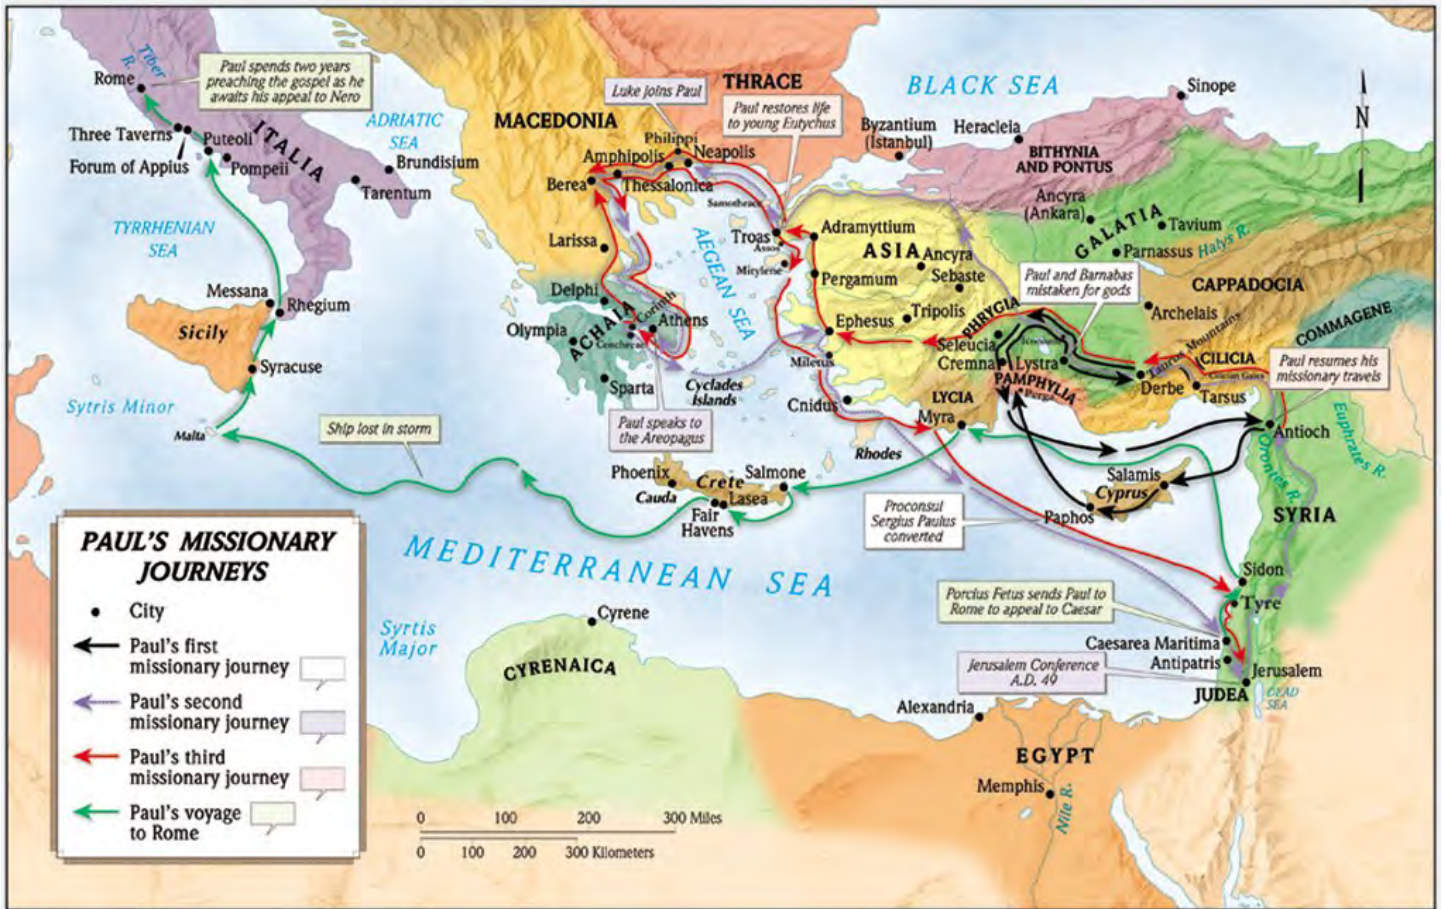 Tiber
R.
Rome
Paul spends two years
preaching the gospel as he
awaits his appeal to Nero
Three Taverns
Forum of Appius
Puteoli
Pompeii
ITALIA
ADRIATIC
SEA
Brundisium
Tarentum
TYRRHENIAN
SEA
Messana
Rhegium
Sicily
Syracuse
Sytris Minor
Malta
Ship lost in storm
MACEDONIA
THRACE
BLACK SEA
Luke joins Paul
Paul restores life
to young Eutychus
Philippi
Neapolis
Amphipolis
Berea
Thessalonica
Samothrace
Byzantium
(Istanbul)
Heracleia
Sinope
N
BITHYNIA
AND PONTUS
Ancyra
(Ankara)
GALATIA
Tavium
Parnassus
Halys R.
Larissa
AEGEAN SEA
Troas
Assos
Mitylene
Adramyttium
ASIA
Ancyra
Sebaste
Pergamum
Paul and Barnabas
mistaken for gods
CAPPADOCIA
Archelais
COMMAGENE
Delphi
ACHAIA
Corinth
Athens
Olympia
Cenchreae
Sparta
Cyclades
Islands
Ephesus
Tripolis
PHRYGIA
Miletus
Seleucia
Cremna
Lystra
Taurus Mountains
CILICIA
Cilician Gates
Derbe
Tarsus
Paul resumes his
missionary travels
PAMPHYLIA
Perga
LYCIA
Myra
Cnidus
Rhodes
Antioch
Orontes R.
Euphrates R.
Paul speaks to
the Areopagus
Phoenix
Cauda
Crete
Salmone
Lasea
Fair
Havens
Salamis
Cyprus
Paphos
Proconsul
Sergius Paulus
converted
SYRIA
MEDITERRANEAN SEA
Sidon
Tyre
Porcius Fetus sends Paul to
Rome to appeal to Caesar
Caesarea Maritima
Antipatris
Jerusalem Conference
A.D. 49
Jerusalem
JUDEA
DEAD
SEA
Cyrene
Syrtis
Major
CYRENAICA
Alexandria
EGYPT
Memphis
Nile R.
PAUL'S MISSIONARY
JOURNEYS
City
Paul's first
missionary journey
Paul's second
missionary journey
Paul's third
missionary journey
Paul's voyage
to Rome
0 100 200 300 Miles
0 100 200 300 Kilometers